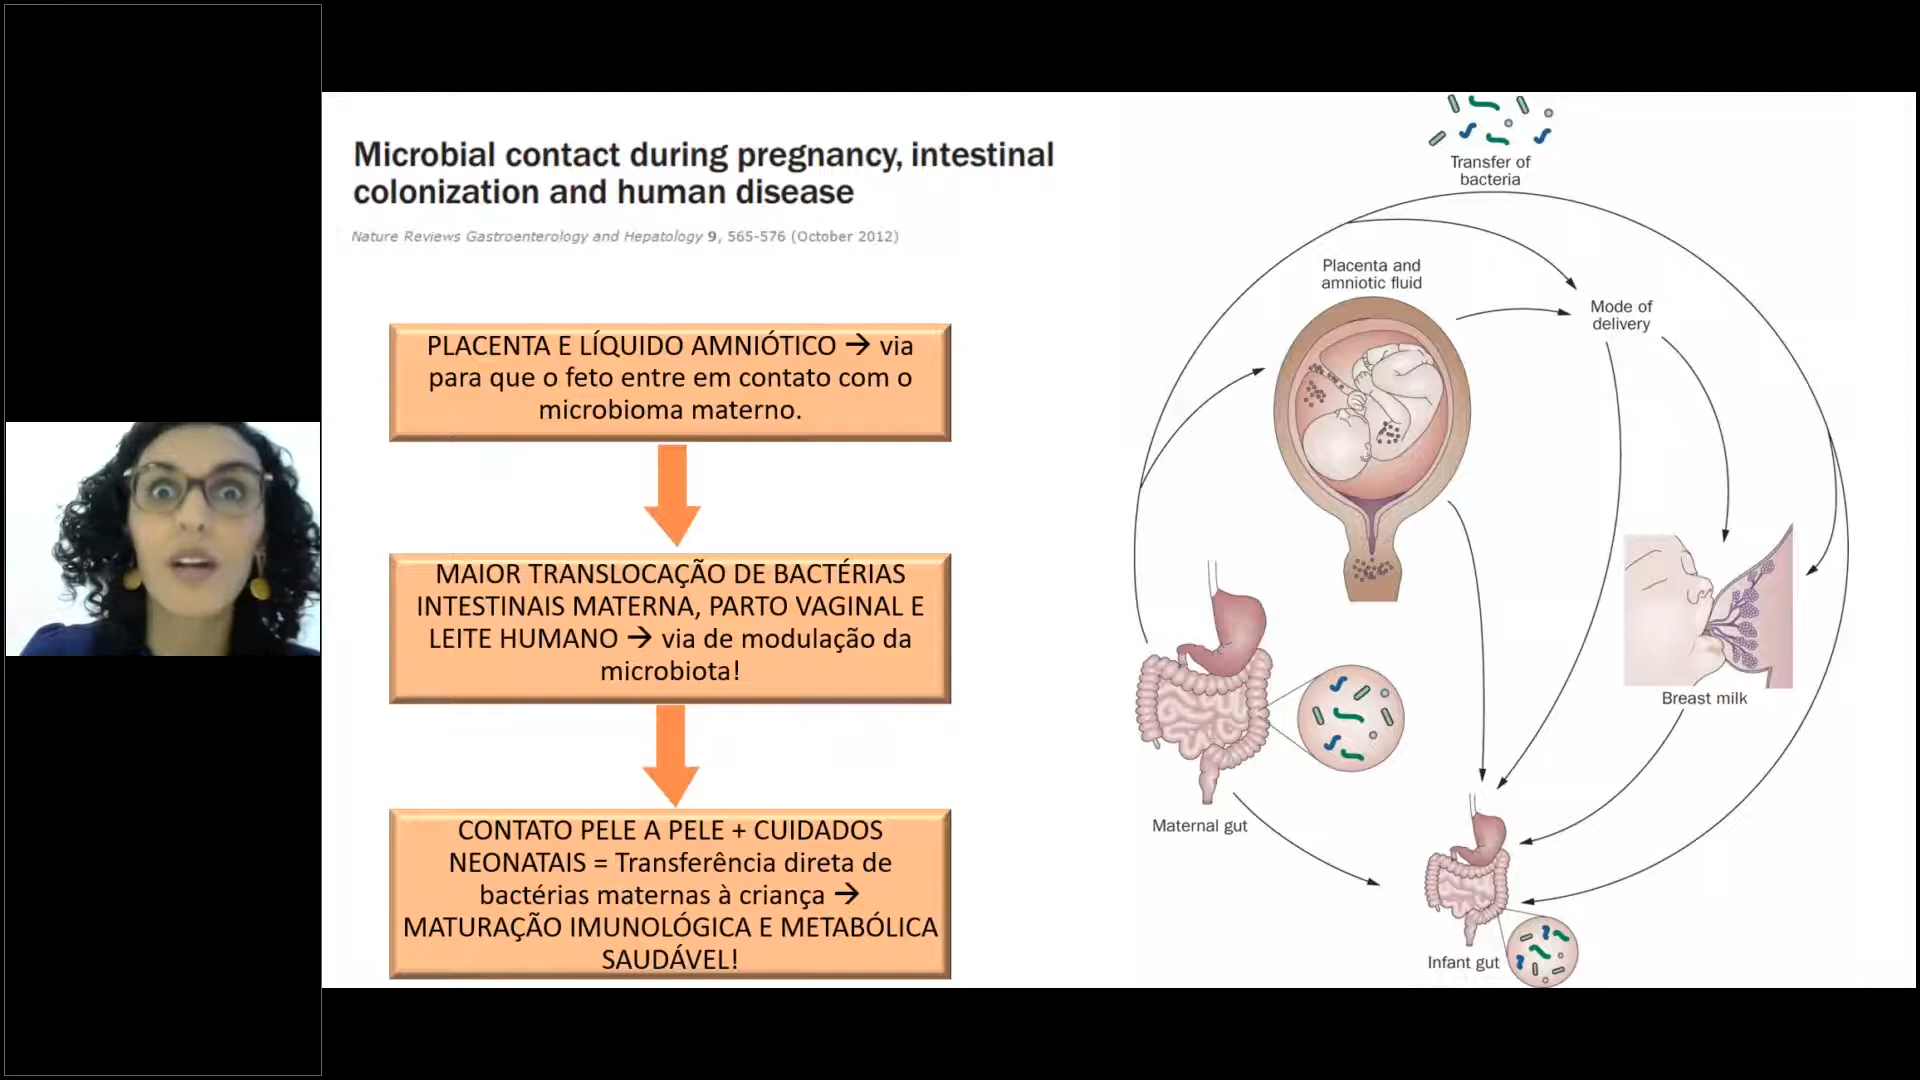 Microbial contact during pregnancy, intestinal
colonization and human disease
Nature Reviews Gastroenterology and Hepatology 9, 565-576 (October 2012)
PLACENTA E LÍQUIDO AMNIÓTICO → via
para que o feto entre em contato com o
microbioma materno.
MAIOR TRANSLOCAÇÃO DE BACTÉRIAS
INTESTINAIS MATERNA, PARTO VAGINAL E
LEITE HUMANO → via de modulação da
microbiota!
CONTATO PELE A PELE + CUIDADOS
NEONATAIS = Transferência direta de
bactérias maternas à criança →
MATURAÇÃO IMUNOLÓGICA E METABÓLICA
SAUDÁVEL!
Transfer of
bacteria
Placenta and
amniotic fluid
Mode of
delivery
Breast milk
Maternal gut
Infant gut